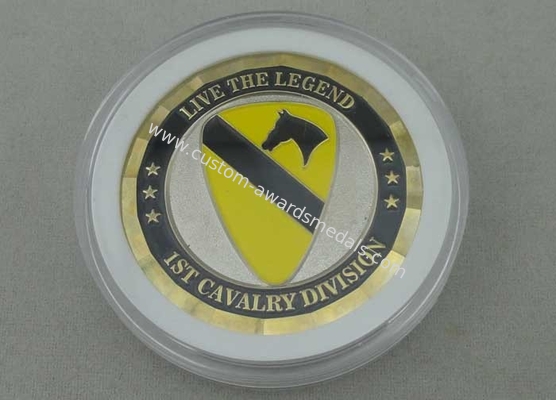 LIVE THE LEGEND
www.custom-awardsmedals.com
1ST CAVALRY DIVISION